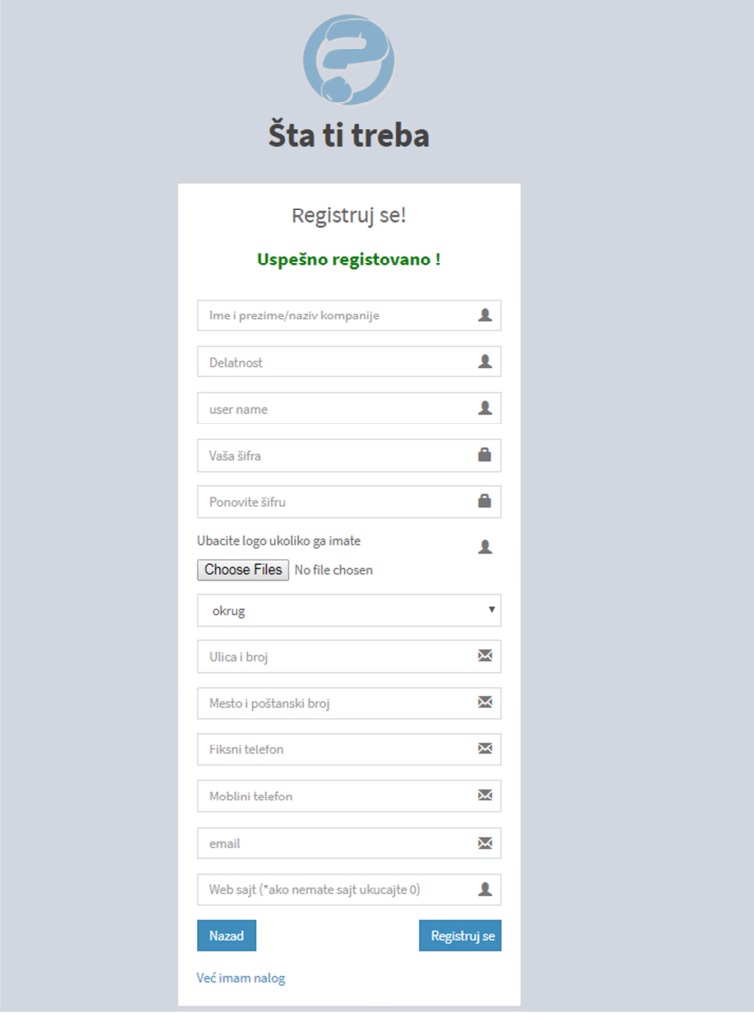 Šta ti treba
Registruj se!
Uspešno registovano !
Ime i prezime/naziv kompanije
Delatnost
user name
Vaša šifra
Ponovite šifru
Ubacite logo ukoliko ga imate
Choose Files No file chosen
okrug
Ulica i broj
Mesto i poštanski broj
Fiksni telefon
Moblini telefon
email
Web sajt (*ako nemate sajt ukucajte 0)
Nazad Registruj se
Već imam nalog